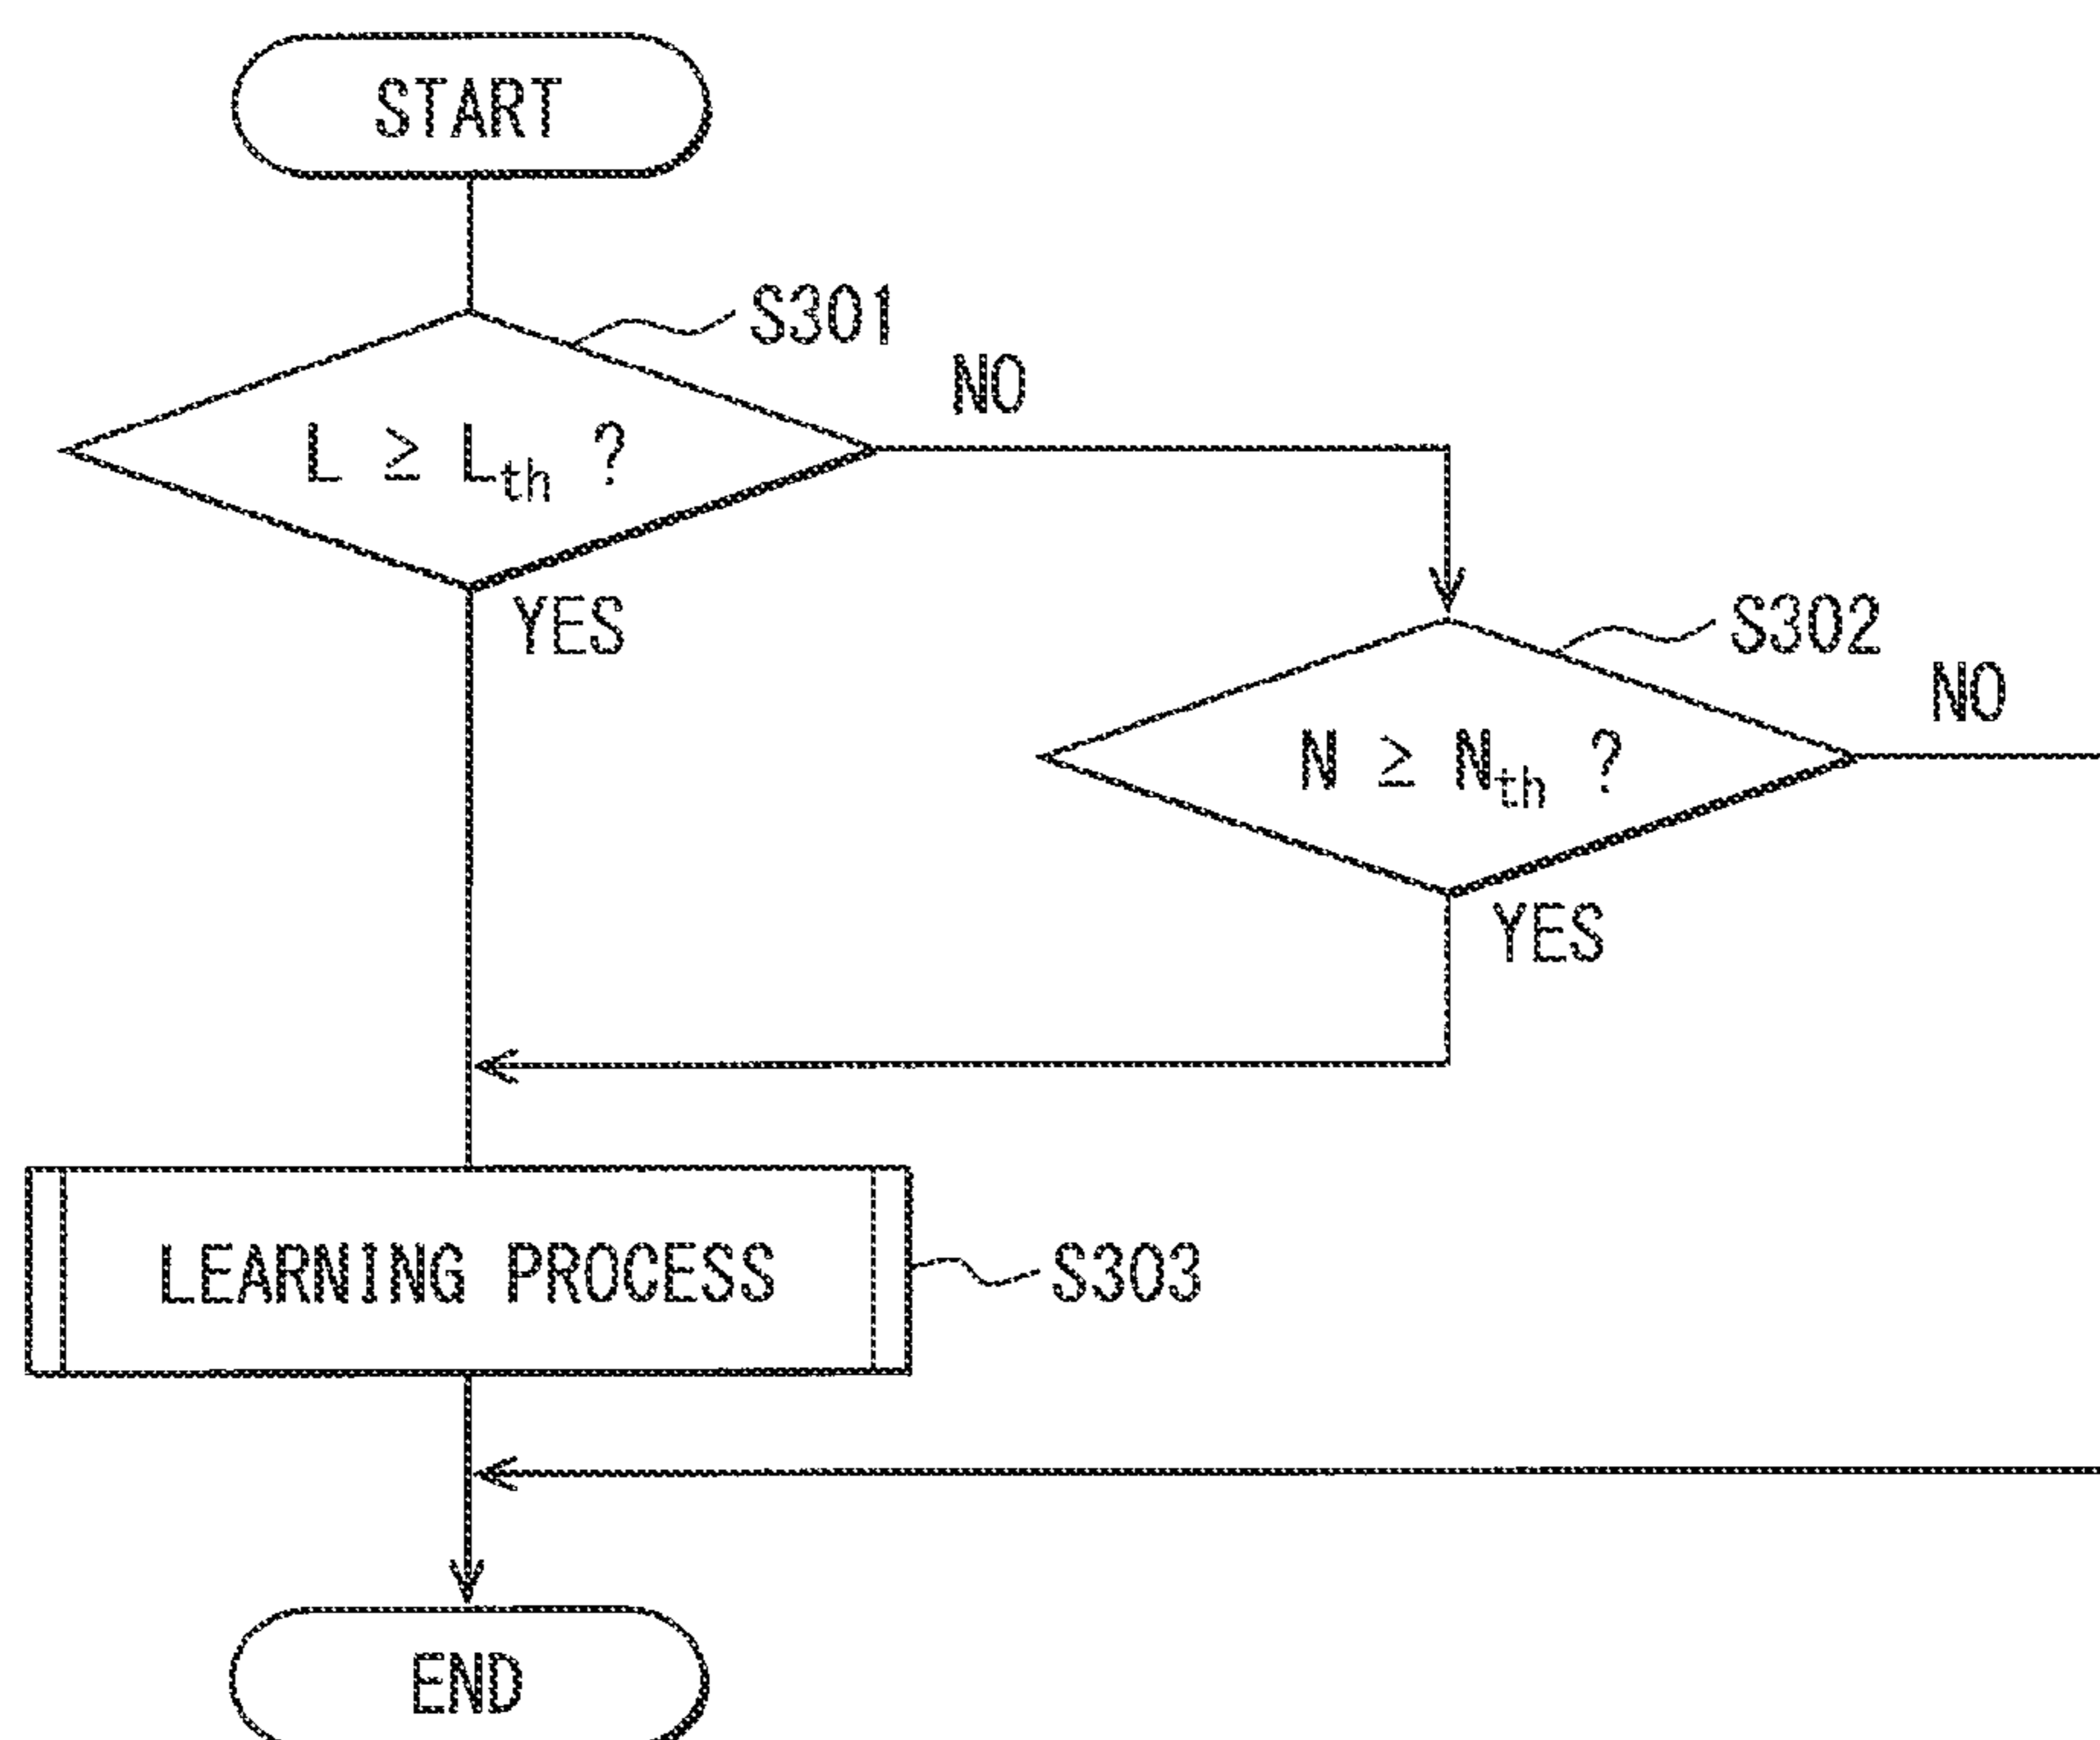 START
S301
NO
L ≥ Lth ?
YES
S302
NO
N ≥ Nth ?
YES
LEARNING PROCESS
S303
END